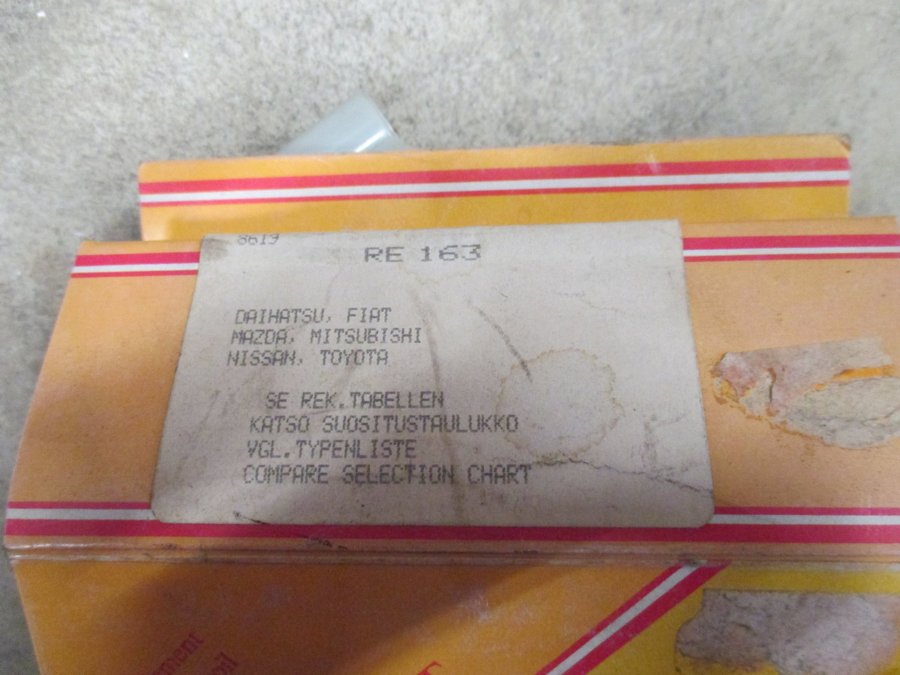 8619
RE 163
DAIHATSU, FIAT
MAZDA, MITSUBISHI
NISSAN, TOYOTA
SE REK.TABELLEN
KATSO SUOSITUSTAULUKKO
VGL.TYPENLISTE
COMPARE SELECTION CHART